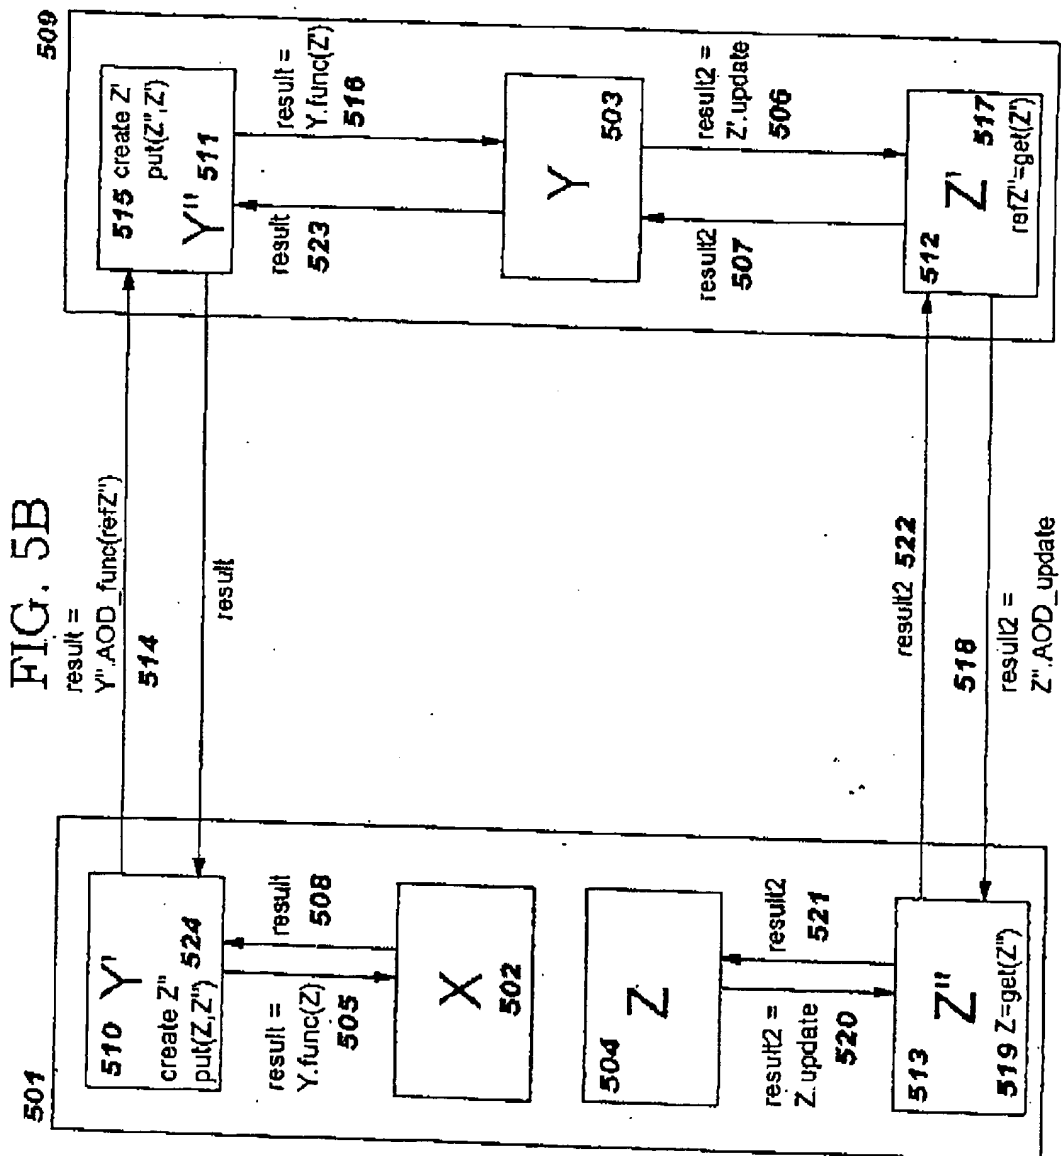 FIG. 5B
509
515 create Z'
put(Z'',Z')
Y'' 511
result =
Y.func(Z')
516
result
523
Y 503
result2 =
Z'.update
506
result2
507
512 Z' 517
refZ''=get(Z')
result =
Y''.AOD_func(refZ'')
514
result
result2 522
518
result2 =
Z''.AOD_update
501
510 Y'
create Z'' 524
put(Z,Z'')
result =
Y.func(Z)
505
result
508
X
502
504 Z
result2 =
Z.update
520
result2
521
513 Z''
519 Z=get(Z'')